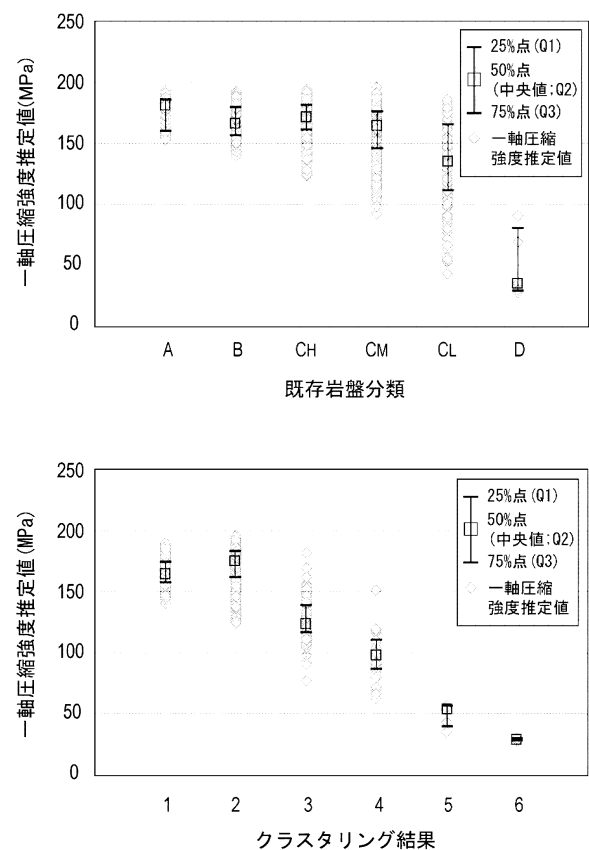 250
200
150
100
50
0
一軸圧縮強度推定値(MPa)
25%点(Q1)
50%点
(中央値;Q2)
75%点(Q3)
一軸圧縮
強度推定値
A B CH CM CL D
既存岩盤分類
250
200
150
100
50
0
一軸圧縮強度推定値(MPa)
25%点(Q1)
50%点
(中央値;Q2)
75%点(Q3)
一軸圧縮
強度推定値
1 2 3 4 5 6
クラスタリング結果